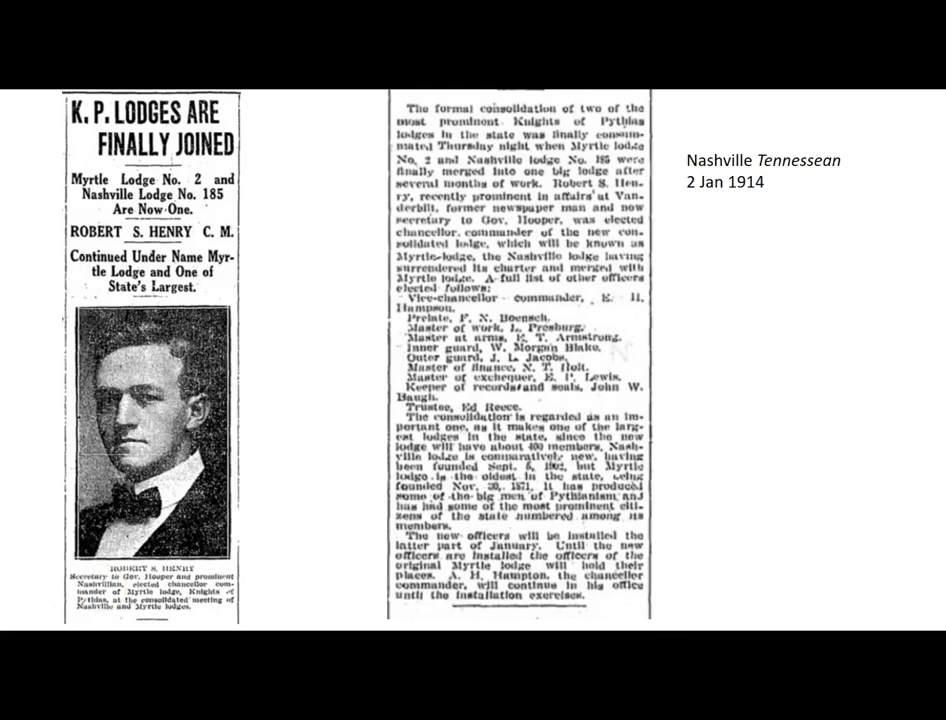 K. P. LODGES ARE
FINALLY JOINED
Myrtle Lodge No. 2 and
Nashville Lodge No. 185
Are Now One.
ROBERT S. HENRY C. M.
Continued Under Name Myr-
tle Lodge and One of
State's Largest.
ROBERT S. HENRY
Secretary to Gov. Hooper and prominent
Nashvillian, elected chancellor com-
mander of Myrtle lodge, Knights of
Pythias, at the consolidated meeting of
Nashville and Myrtle lodges.
The formal consolidation of two of the
most prominent Knights of Pythias
lodges in the state was finally consum-
mated Thursday night when Myrtle lodge
No. 2 and Nashville lodge No. 185 were
finally merged into one big lodge after
several months of work. Robert S. Hen-
ry, recently prominent in affairs at Van-
derbilt, former newspaper man and now
secretary to Gov. Hooper, was elected
chancellor commander of the new con-
solidated lodge, which will be known as
Myrtle lodge, the Nashville lodge having
surrendered its charter and merged with
Myrtle lodge. A full list of other officers
elected follows:
Vice-chancellor commander, E. H.
Hampson.
Prelate, F. N. Boensch.
Master of work, L. Presburg.
Master at arms, E. T. Armstrong.
Inner guard, W. Morgan Blake.
Outer guard, J. L. Jacobs.
Master of finance, N. T. Holt.
Master of exchequer, E. P. Lewis.
Keeper of records and seals, John W.
Baugh.
Trustee, Ed Reece.
The consolidation is regarded as an im-
portant one, as it makes one of the larg-
est lodges in the state, since the new
lodge will have about 400 members. Nash-
ville lodge is comparatively new, having
been founded Sept. 6, 1902, but Myrtle
lodge is the oldest in the state, being
founded Nov. 30, 1871. It has produced
some of the big men of Pythianism and
has had some of the most prominent citi-
zens of the state numbered among its
members.
The new officers will be installed the
latter part of January. Until the new
officers are installed the officers of the
original Myrtle lodge will hold their
places. A. H. Hampton, the chancellor
commander, will continue in his office
until the installation exercises.
Nashville Tennessean
2 Jan 1914